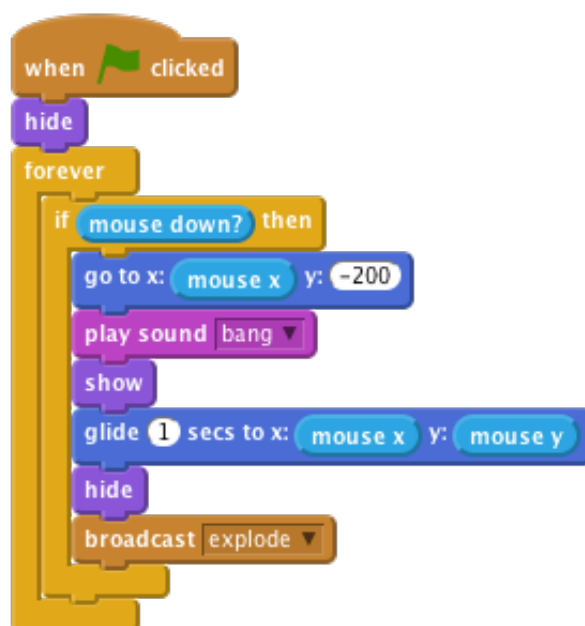 when clicked
hide
forever
if mouse down? then
go to x: mouse x y: -200
play sound bang
show
glide 1 secs to x: mouse x y: mouse y
hide
broadcast explode